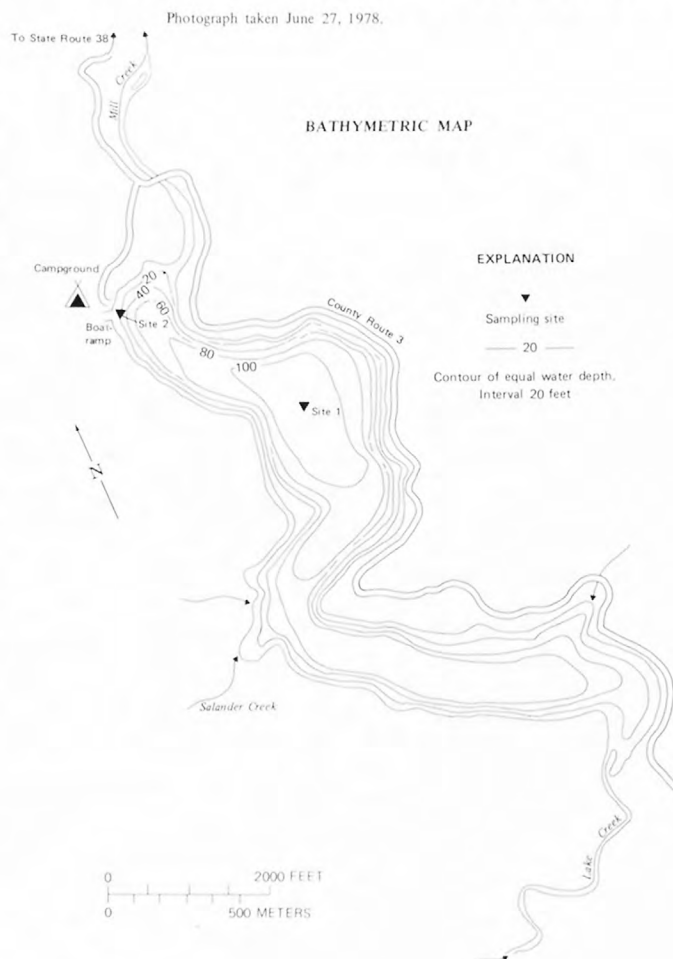 Photograph taken June 27, 1978.
To State Route 38
Mill Creek
BATHYMETRIC MAP
EXPLANATION
Sampling site
20
Contour of equal water depth.
Interval 20 feet
Campground
20
40
60
Site 2
Boat-
ramp
80
100
County Route 3
Site 1
N
Salander Creek
Lake Creek
0 2000 FEET
0 500 METERS